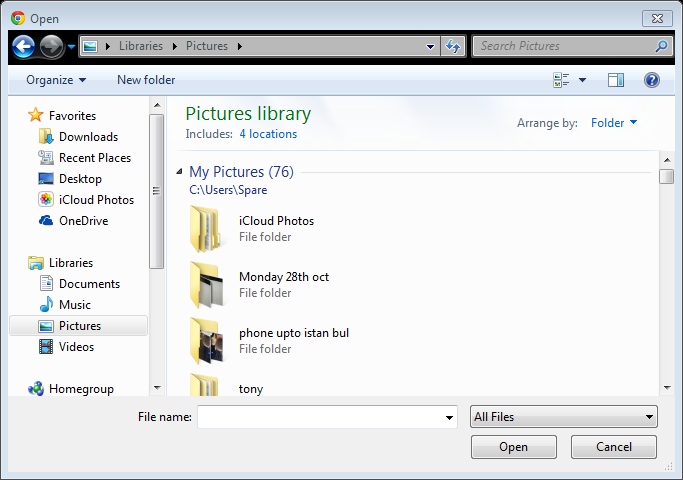 Open
Libraries Pictures
Search Pictures
Organize New folder
Favorites
Downloads
Recent Places
Desktop
iCloud Photos
OneDrive
Libraries
Documents
Music
Pictures
Videos
Homegroup
Pictures library
Includes: 4 locations
Arrange by: Folder
My Pictures (76)
C:\Users\Spare
iCloud Photos
File folder
Monday 28th oct
File folder
phone upto istan bul
File folder
tony
File name:
All Files
Open Cancel